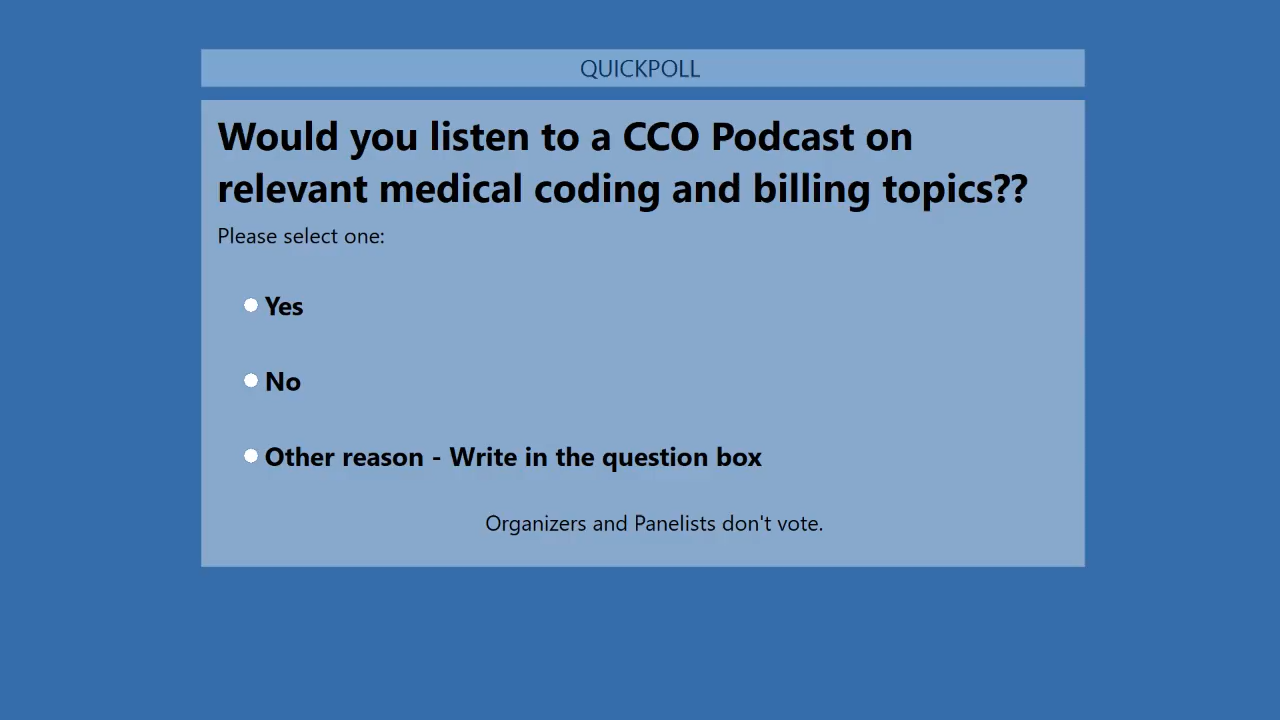 QUICKPOLL
Would you listen to a CCO Podcast on
relevant medical coding and billing topics??
Please select one:
Yes
No
Other reason - Write in the question box
Organizers and Panelists don't vote.